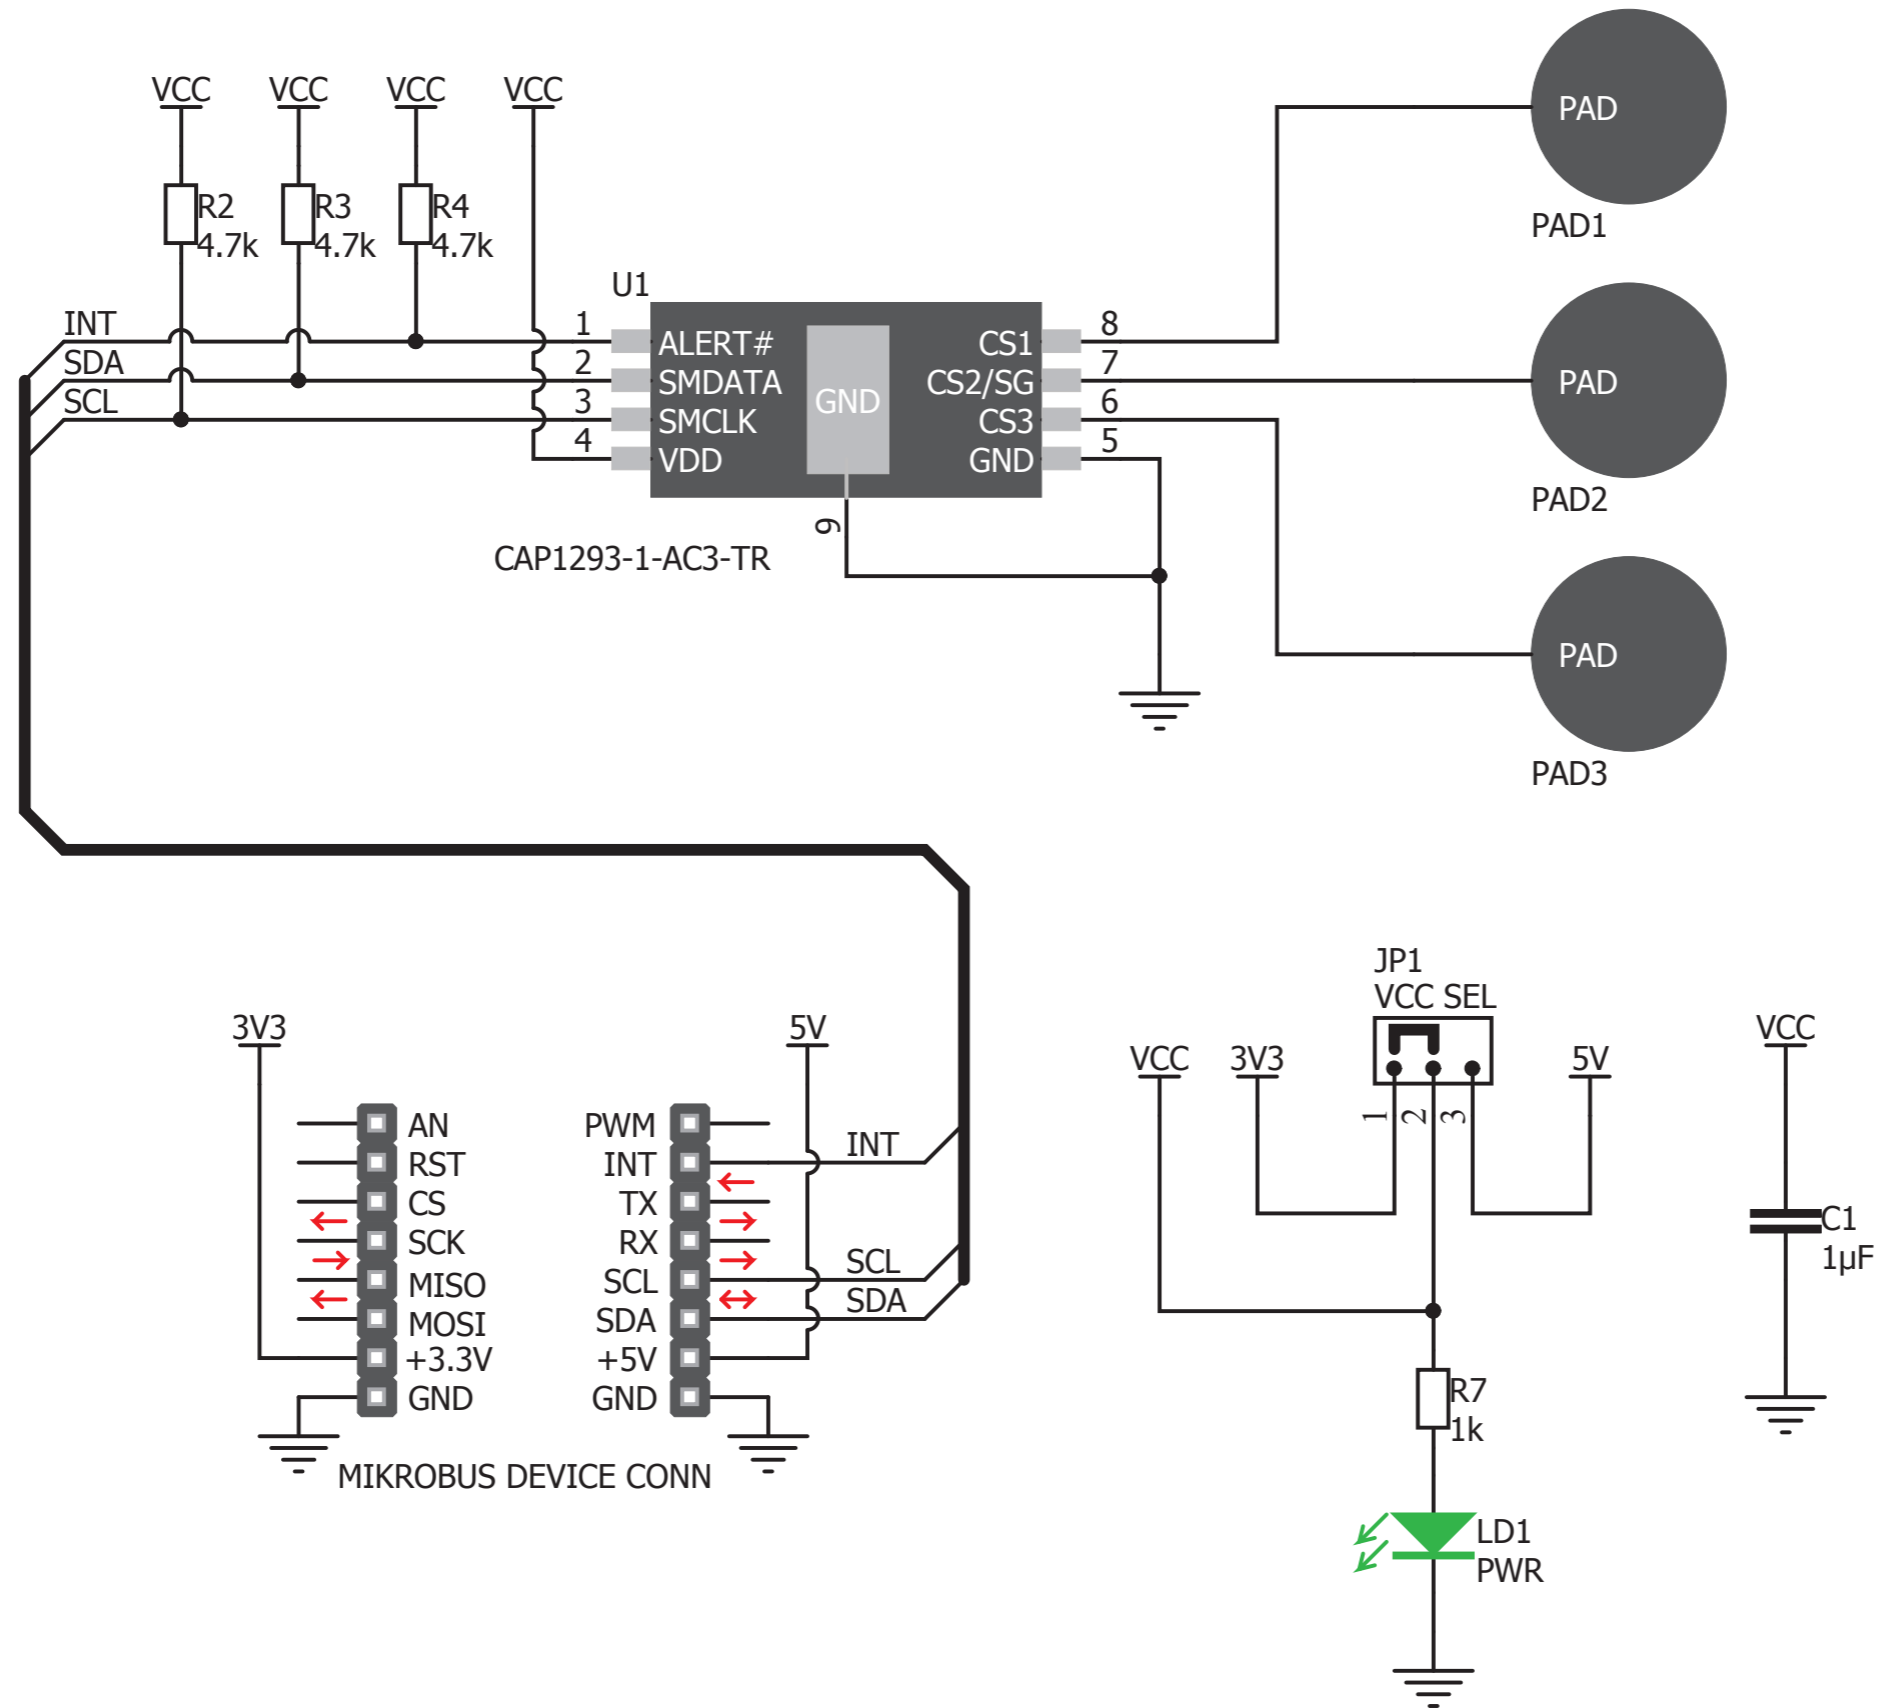 VCC VCC VCC VCC
R2 R3 R4
4.7k 4.7k 4.7k
PAD
PAD1
U1
INT
SDA
SCL
1 ALERT# CS1 8
2 SMDATA CS2/SG 7
3 SMCLK CS3 6
4 VDD GND 5
GND
9
CAP1293-1-AC3-TR
PAD
PAD2
PAD
PAD3
3V3 5V
AN PWM
RST INT INT
CS TX
SCK RX
MISO SCL SCL
MOSI SDA SDA
+3.3V +5V
GND GND
MIKROBUS DEVICE CONN
JP1
VCC SEL
VCC 3V3 5V
1 2 3
R7
1k
LD1
PWR
VCC
C1
1µF